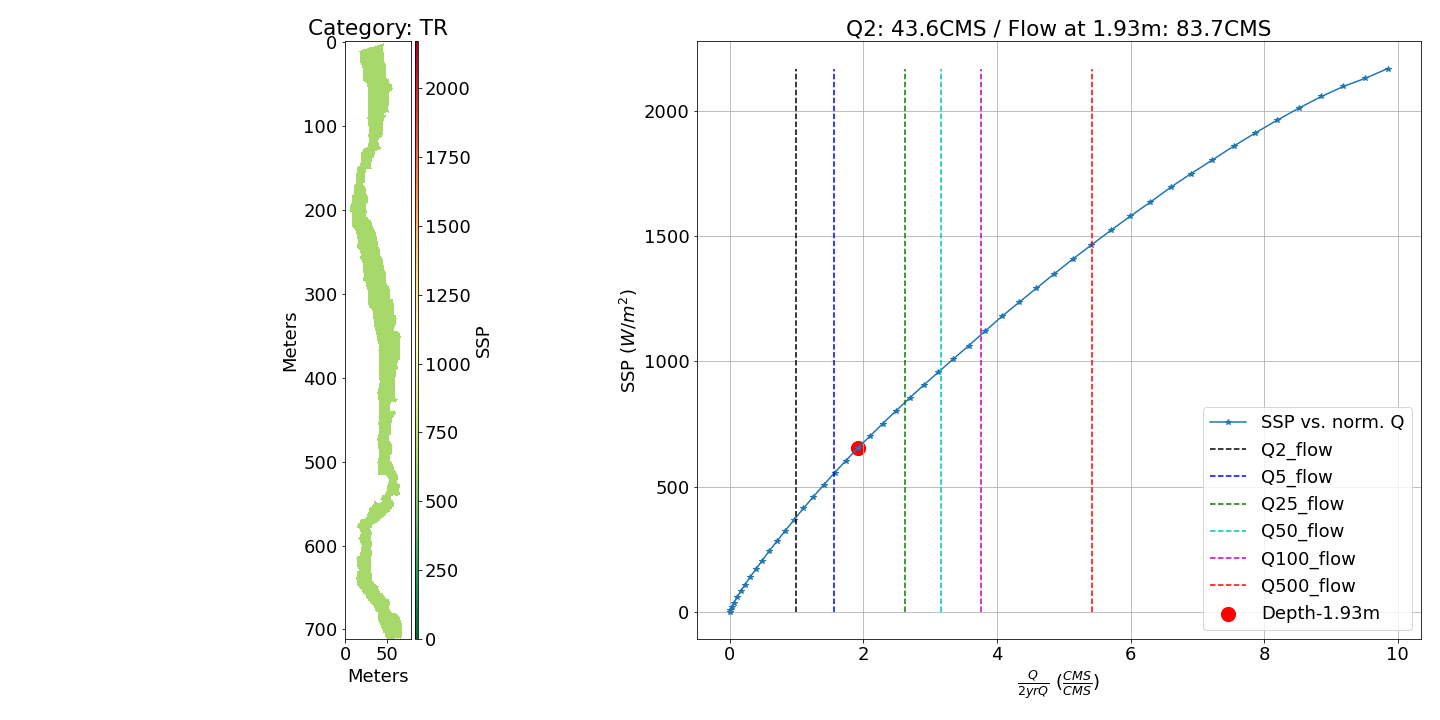 Category: TR
0
100
200
300
400
500
600
700
Meters
0 50
Meters
2000
1750
1500
1250
1000
750
500
250
0
SSP
Q2: 43.6CMS / Flow at 1.93m: 83.7CMS
2000
1500
1000
500
0
SSP (W/m²)
0 2 4 6 8 10
Q/2yrQ (CMS/CMS)
SSP vs. norm. Q
Q2_flow
Q5_flow
Q25_flow
Q50_flow
Q100_flow
Q500_flow
Depth-1.93m